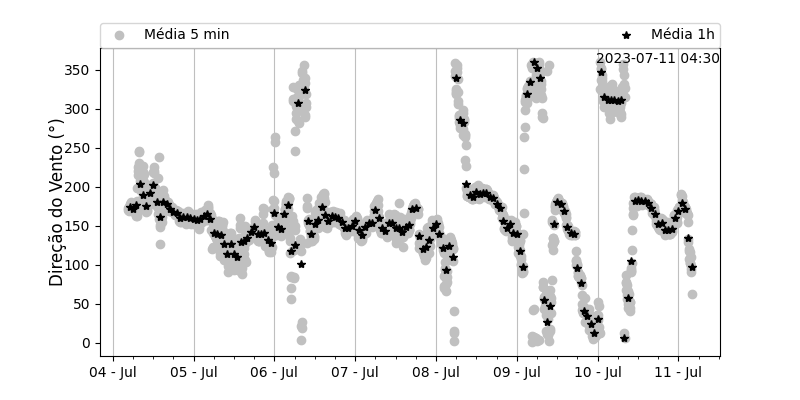 Média 5 min
Média 1h
2023-07-11 04:30
Direção do Vento (°)
350
300
250
200
150
100
50
0
04 - Jul
05 - Jul
06 - Jul
07 - Jul
08 - Jul
09 - Jul
10 - Jul
11 - Jul